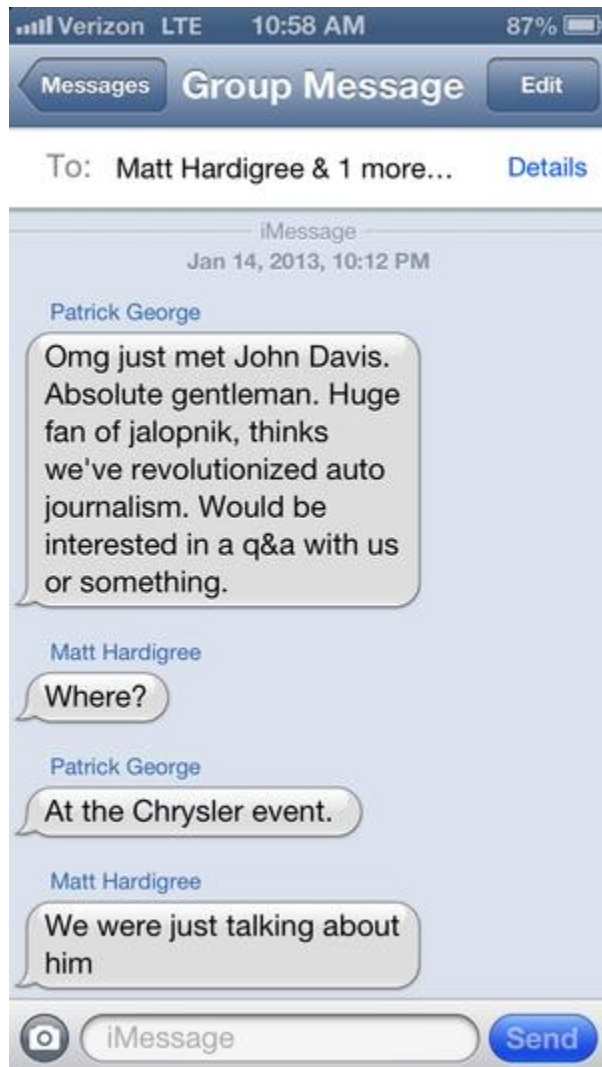 Verizon LTE 10:58 AM 87%
Messages Group Message Edit
To: Matt Hardigree & 1 more... Details
iMessage
Jan 14, 2013, 10:12 PM
Patrick George
Omg just met John Davis.
Absolute gentleman. Huge
fan of jalopnik, thinks
we've revolutionized auto
journalism. Would be
interested in a q&a with us
or something.
Matt Hardigree
Where?
Patrick George
At the Chrysler event.
Matt Hardigree
We were just talking about
him
iMessage Send